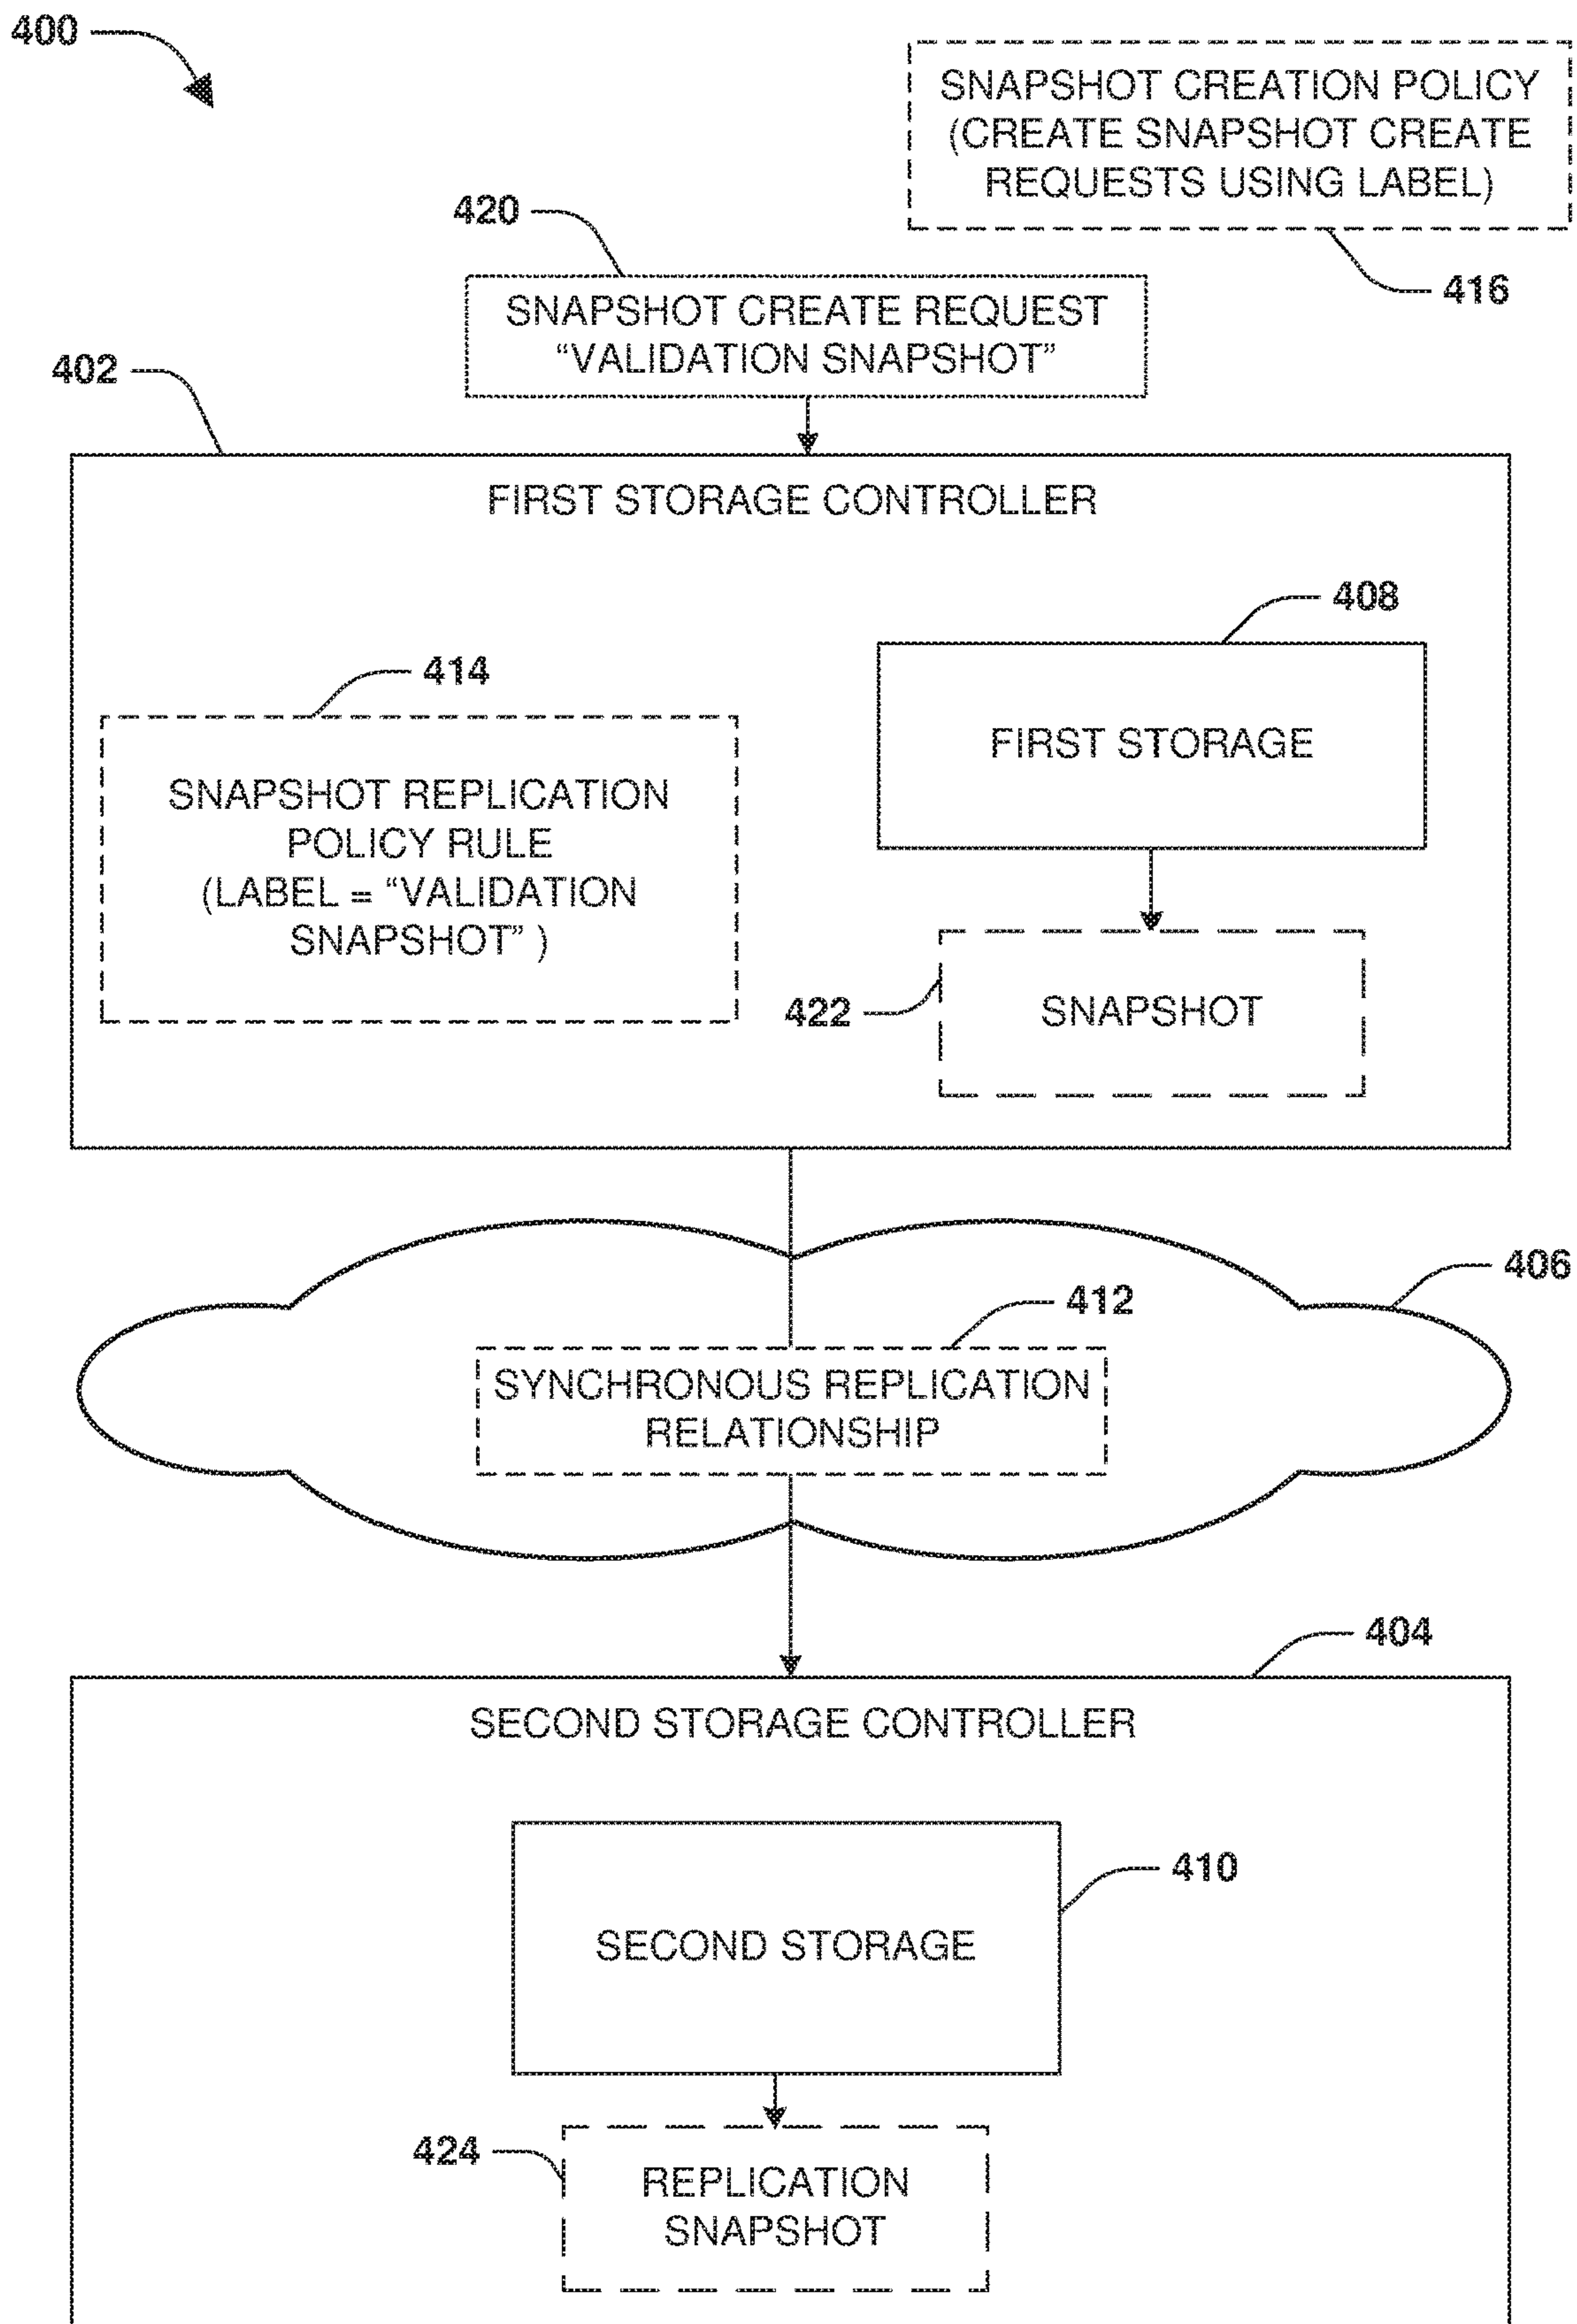 400
SNAPSHOT CREATION POLICY
(CREATE SNAPSHOT CREATE
REQUESTS USING LABEL)
416
420
SNAPSHOT CREATE REQUEST
“VALIDATION SNAPSHOT”
402
FIRST STORAGE CONTROLLER
408
FIRST STORAGE
414
SNAPSHOT REPLICATION
POLICY RULE
(LABEL = “VALIDATION
SNAPSHOT” )
422
SNAPSHOT
406
412
SYNCHRONOUS REPLICATION
RELATIONSHIP
404
SECOND STORAGE CONTROLLER
410
SECOND STORAGE
424
REPLICATION
SNAPSHOT